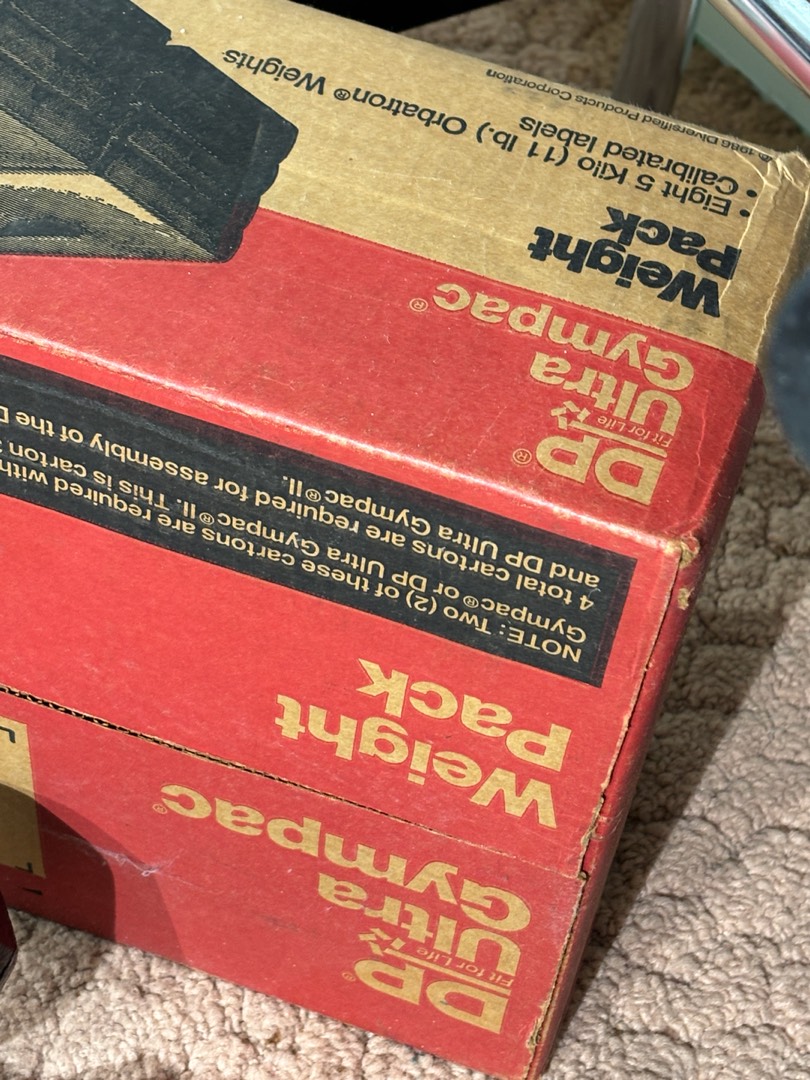 DP®
Fit for Life
Ultra
Gympac®
Weight
Pack
NOTE: Two (2) of these cartons are required with
Gympac® or DP Ultra Gympac® II. This is carton
4 total cartons are required for assembly of the D
and DP Ultra Gympac® II.
DP®
Fit for Life
Ultra
Gympac®
Weight
Pack
• Eight 5 Kilo (11 lb.) Orbatron® Weights
• Calibrated labels
© 1986 Diversified Products Corporation